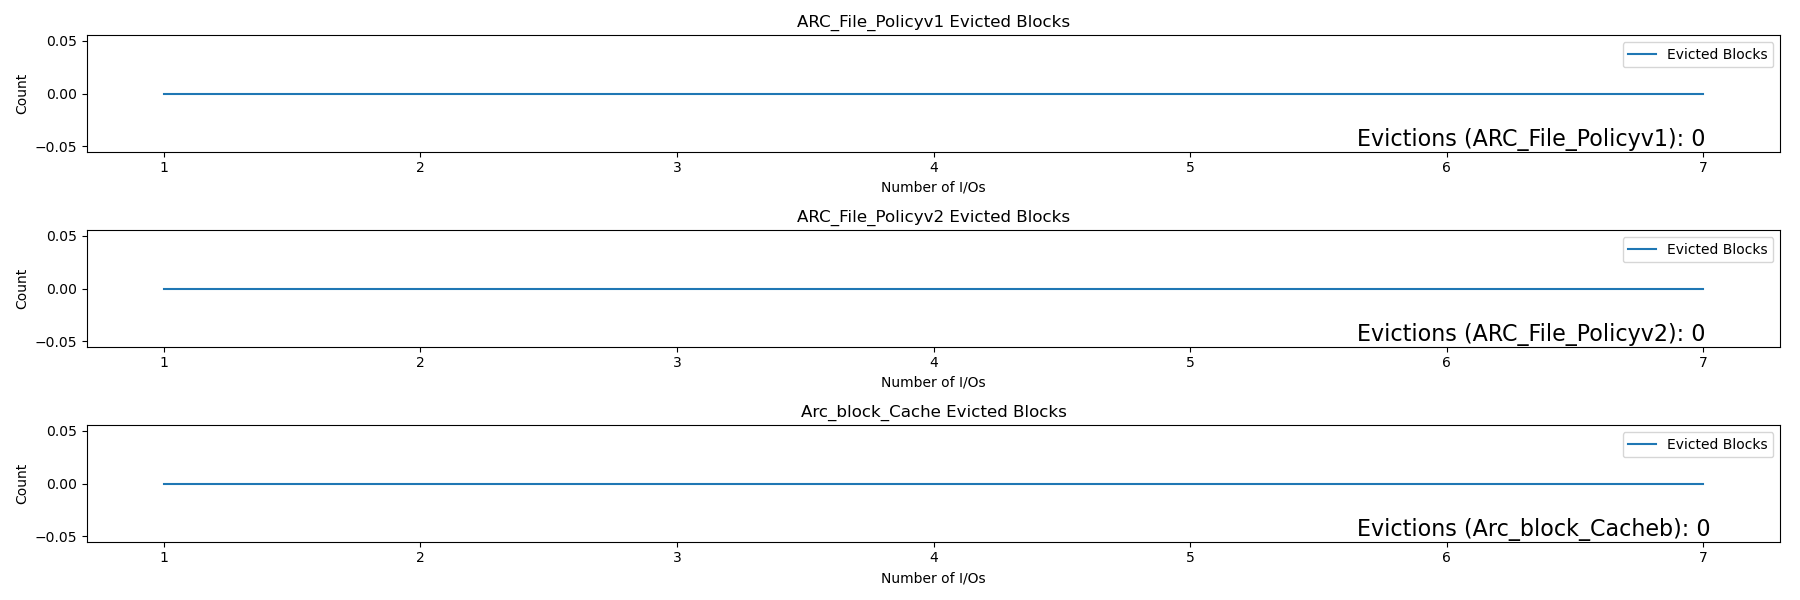 ARC_File_Policyv1 Evicted Blocks
0.05
Evicted Blocks
Count
0.00
Evictions (ARC_File_Policyv1): 0
−0.05
1 2 3 4 5 6 7
Number of I/Os
ARC_File_Policyv2 Evicted Blocks
0.05
Evicted Blocks
Count
0.00
Evictions (ARC_File_Policyv2): 0
−0.05
1 2 3 4 5 6 7
Number of I/Os
Arc_block_Cache Evicted Blocks
0.05
Evicted Blocks
Count
0.00
Evictions (Arc_block_Cacheb): 0
−0.05
1 2 3 4 5 6 7
Number of I/Os